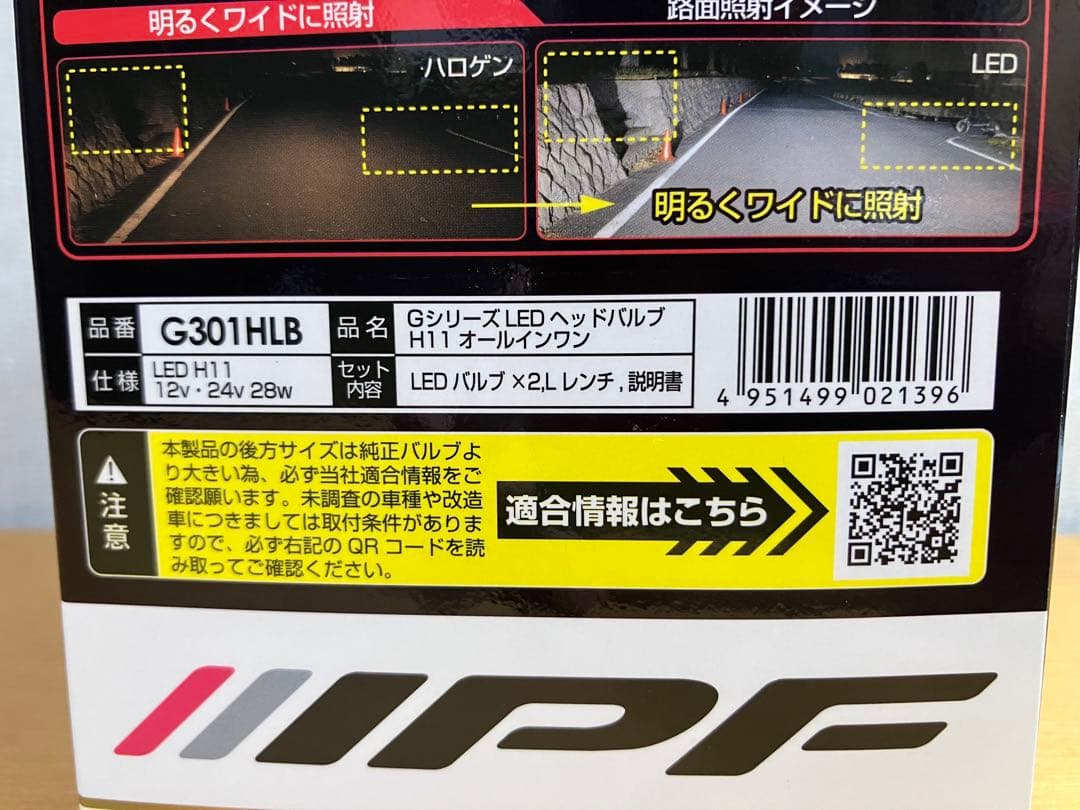 明るくワイドに照射
路面照射イメージ
ハロゲン
LED
明るくワイドに照射
品番
G301HLB
品名
Gシリーズ LED ヘッドバルブ
H11 オールインワン
仕様
LED H11
12v・24v 28w
セット
内容
LED バルブ ×2,L レンチ , 説明書
4 951499 021396
注意
本製品の後方サイズは純正バルブよ
り大きい為、必ず当社適合情報をご
確認願います。未調査の車種や改造
車につきましては取付条件がありま
すので、必ず右記の QR コードを読
み取ってご確認ください。
適合情報はこちら
IPF